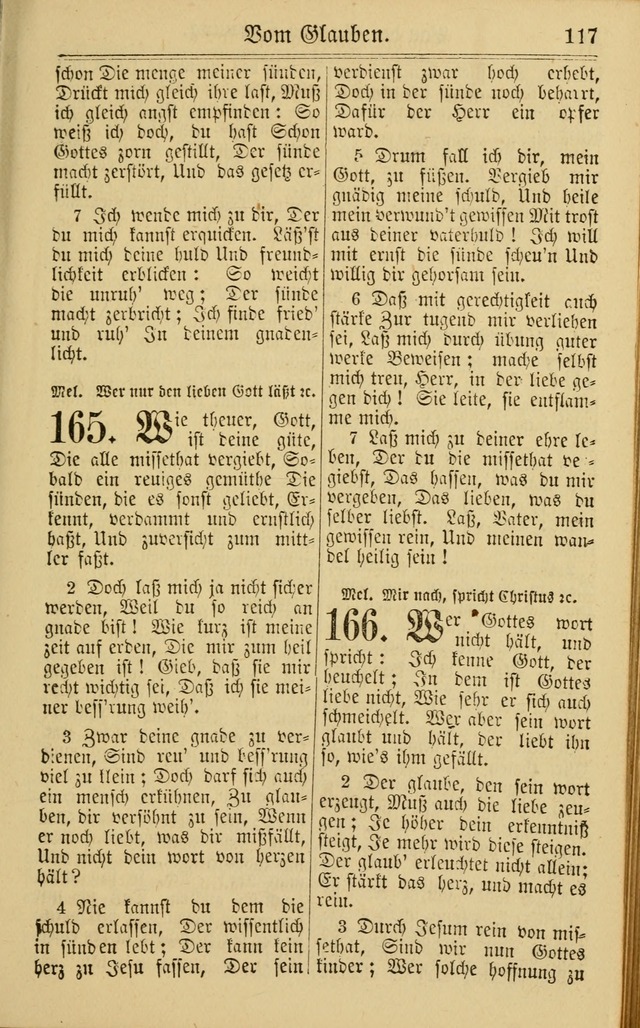 Vom Glauben. 117
schon Die menge meiner sünden,
Drückt mich gleich ihre last, Muß
ich gleich angst empfinden: So
weiß ich doch, du hast Schon
Gottes zorn gestillt, Der sünde
macht zerstört, Und das gesetz er-
füllt.
7 Ich wende mich zu dir, Der
du mich kannst erquicken. Läß'st
du mich deine huld Und freund-
lichkeit erblicken: So weicht
die unruh' weg; Der sünde
macht zerbricht; Ich finde fried'
und ruh' In deinem gnaden-
licht.
Mel. Wer nur den lieben Gott läßt ꝛc.
165. Wie theuer, Gott,
ist deine güte,
Die alle missethat vergiebt, So-
bald ein reuiges gemüthe Die
sünden, die es sonst geliebt, Er-
kennt, verdammt und ernstlich
haßt, Und zuversicht zum mitt-
ler faßt.
2 Doch laß mich ja nicht sicher
werden, Weil du so reich an
gnade bist! Wie kurz ist meine
zeit auf erden, Die mir zum heil
gegeben ist! Gieb, daß sie mir
recht wichtig sei, Daß ich sie mei-
ner bess'rung weih'.
3 Zwar deine gnade zu ver-
dienen, Sind reu' und bess'rung
viel zu klein; Doch darf sich auch
ein mensch erkühnen, Zu glau-
ben, dir versöhnt zu sein, Wenn
er noch liebt, was dir mißfällt,
Und nicht dein wort von herzen
hält?
4 Nie kannst du dem die
schuld erlassen, Der wissentlich
in sünden lebt; Der kann kein
herz zu Jesu fassen, Der sein
verdienst zwar hoch erhebt,
Doch in der sünde noch beharrt,
Dafür der Herr ein opfer
ward.
5 Drum fall ich dir, mein
Gott, zu füßen. Vergieb mir
gnädig meine schuld, Und heile
mein verwund't gewissen Mit trost
aus deiner vaterhuld! Ich will
mit ernst die sünde scheu'n Und
willig dir gehorsam sein.
6 Daß mit gerechtigkeit auch
stärke Zur tugend mir verliehen
sei, Laß mich durch übung guter
werke Beweisen; mache selbst
mich treu, Herr, in der liebe ge-
gen dich! Sie leite, sie entflam-
me mich.
7 Laß mich zu deiner ehre le-
ben, Der du die missethat ve-
giebst, Das hassen, was du mir
vergeben, Das lieben, was du
selber liebst. Laß, Vater, mein
gewissen rein, Und meinen wan-
del heilig sein!
Mel. Mir nach, spricht Christus ꝛc.
166. Wer Gottes wort
nicht hält, und
spricht: Ich kenne Gott, der
heuchelt; In dem ist Gottes
liebe nicht, Wie sehr er sich auch
schmeichelt. Wer aber sein wort
glaubt und hält, der liebt ihn
so, wie's ihm gefällt.
2 Der glaube, den sein wort
erzeugt, Muß auch die liebe zeu-
gen; Je höher dein erkenntniß
steigt, Je mehr wird diese steigen.
Der glaub' erleuchtet nicht allein;
Er stärkt das herz, und macht es
rein.
3 Durch Jesum rein von mis-
sethat, Sind wir nun Gottes
kinder; Wer solche hoffnung zu